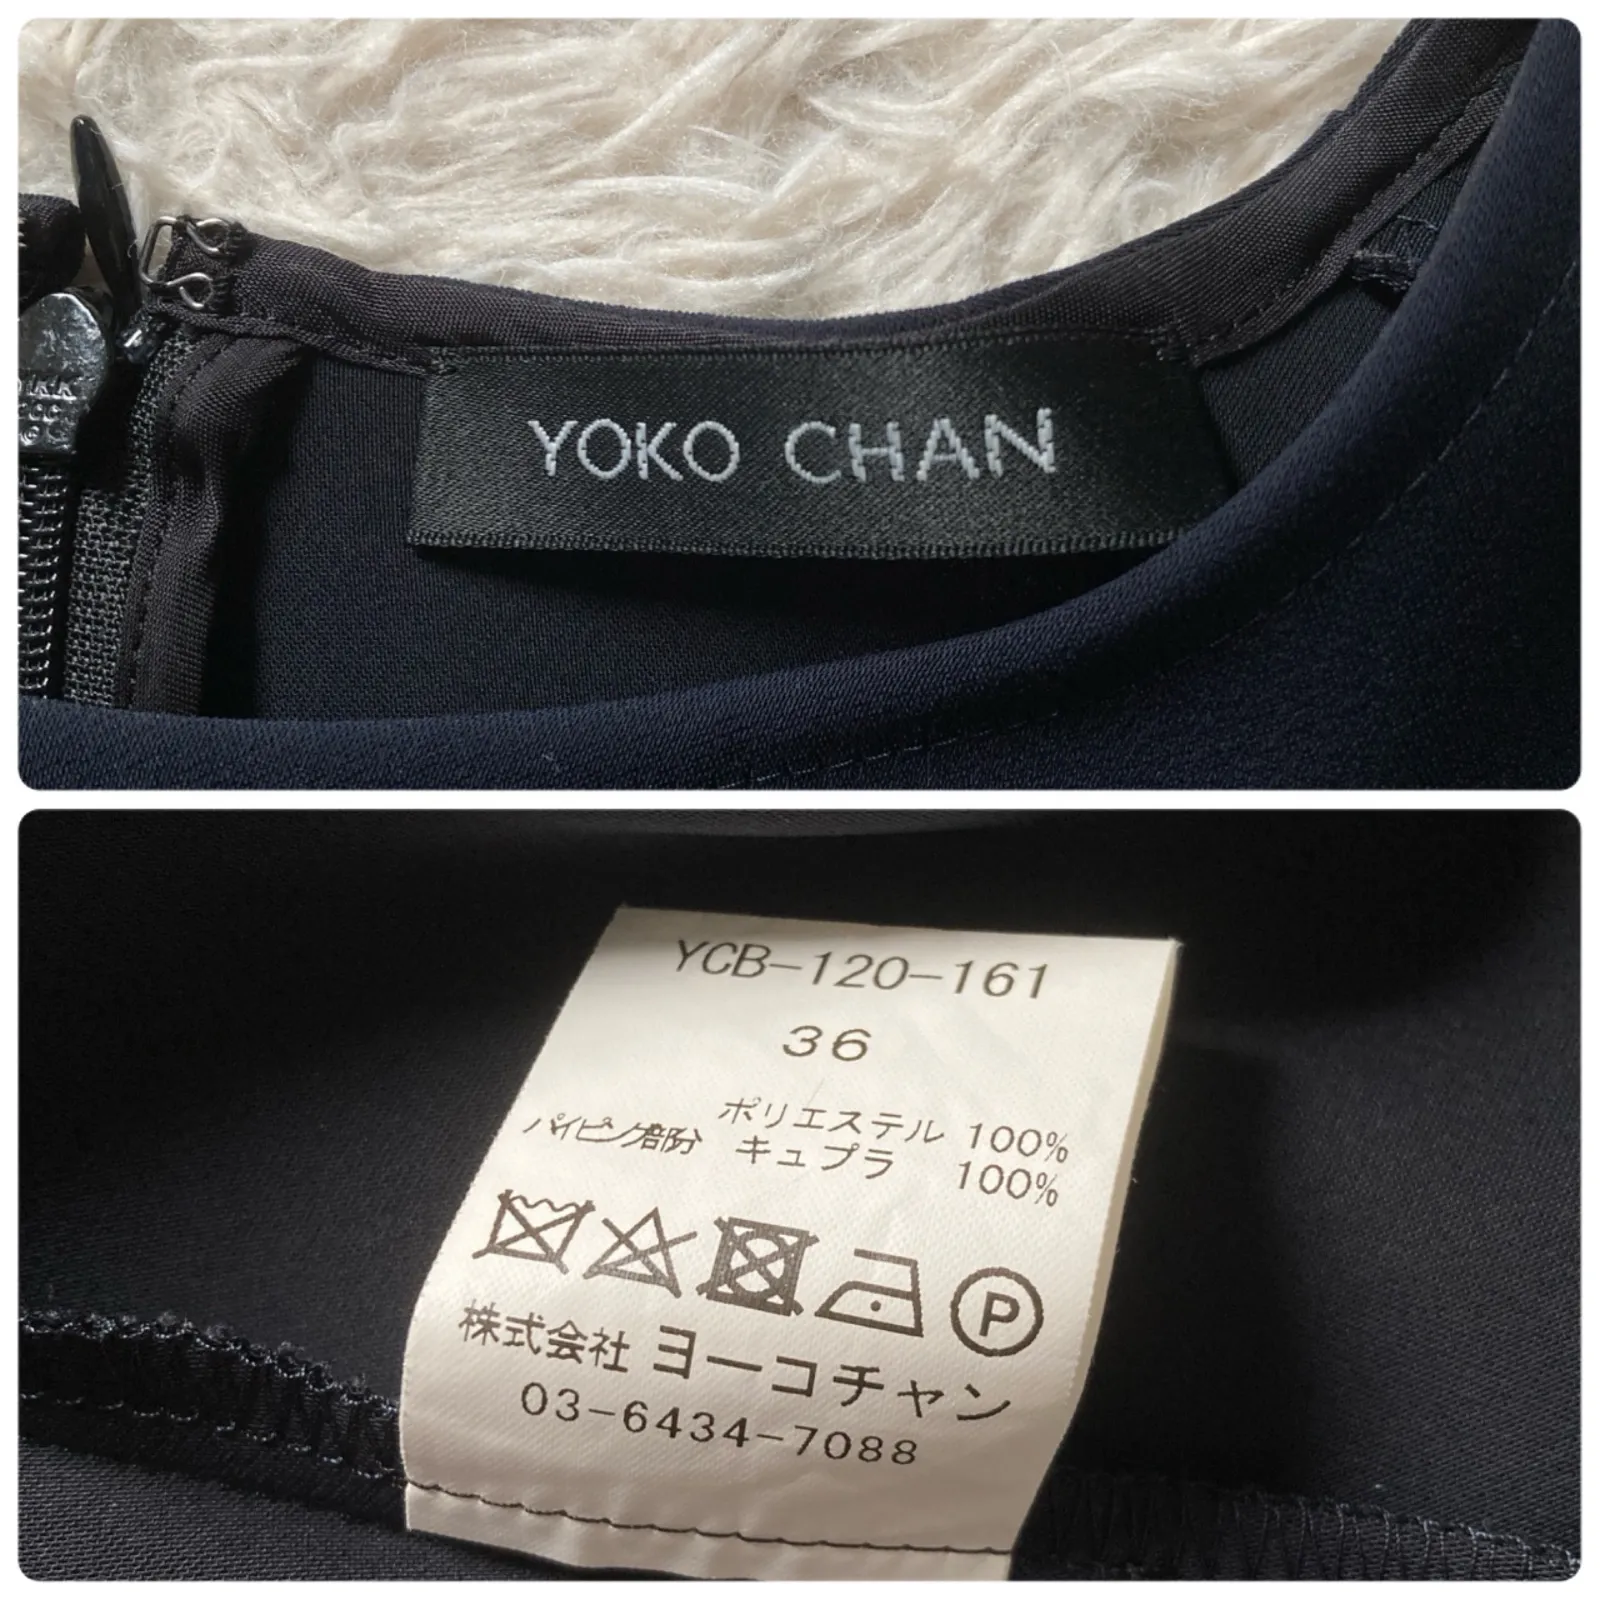 YOKO CHAN
YCB-120-161
36
ポリエステル 100%
パイピング部分 キュプラ 100%
P
株式会社 ヨーコチャン
03-6434-7088